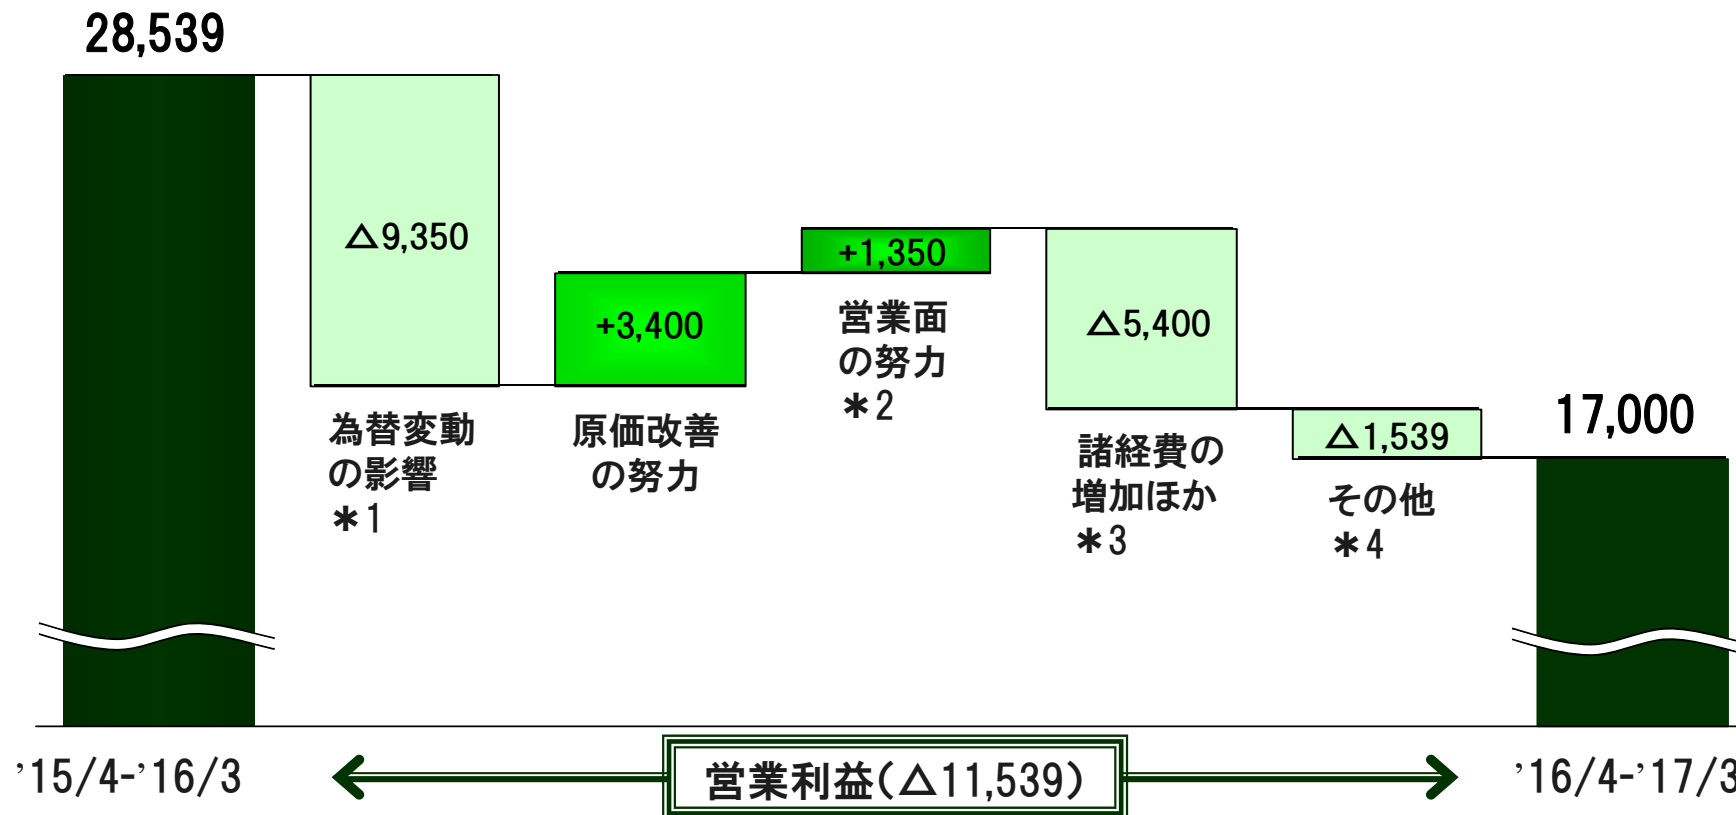 28,539
△9,350
為替変動
の影響
＊1
+3,400
原価改善
の努力
+1,350
営業面
の努力
＊2
△5,400
諸経費の
増加ほか
＊3
△1,539
その他
＊4
17,000
’15/4-’16/3
営業利益(△11,539)
’16/4-’17/3